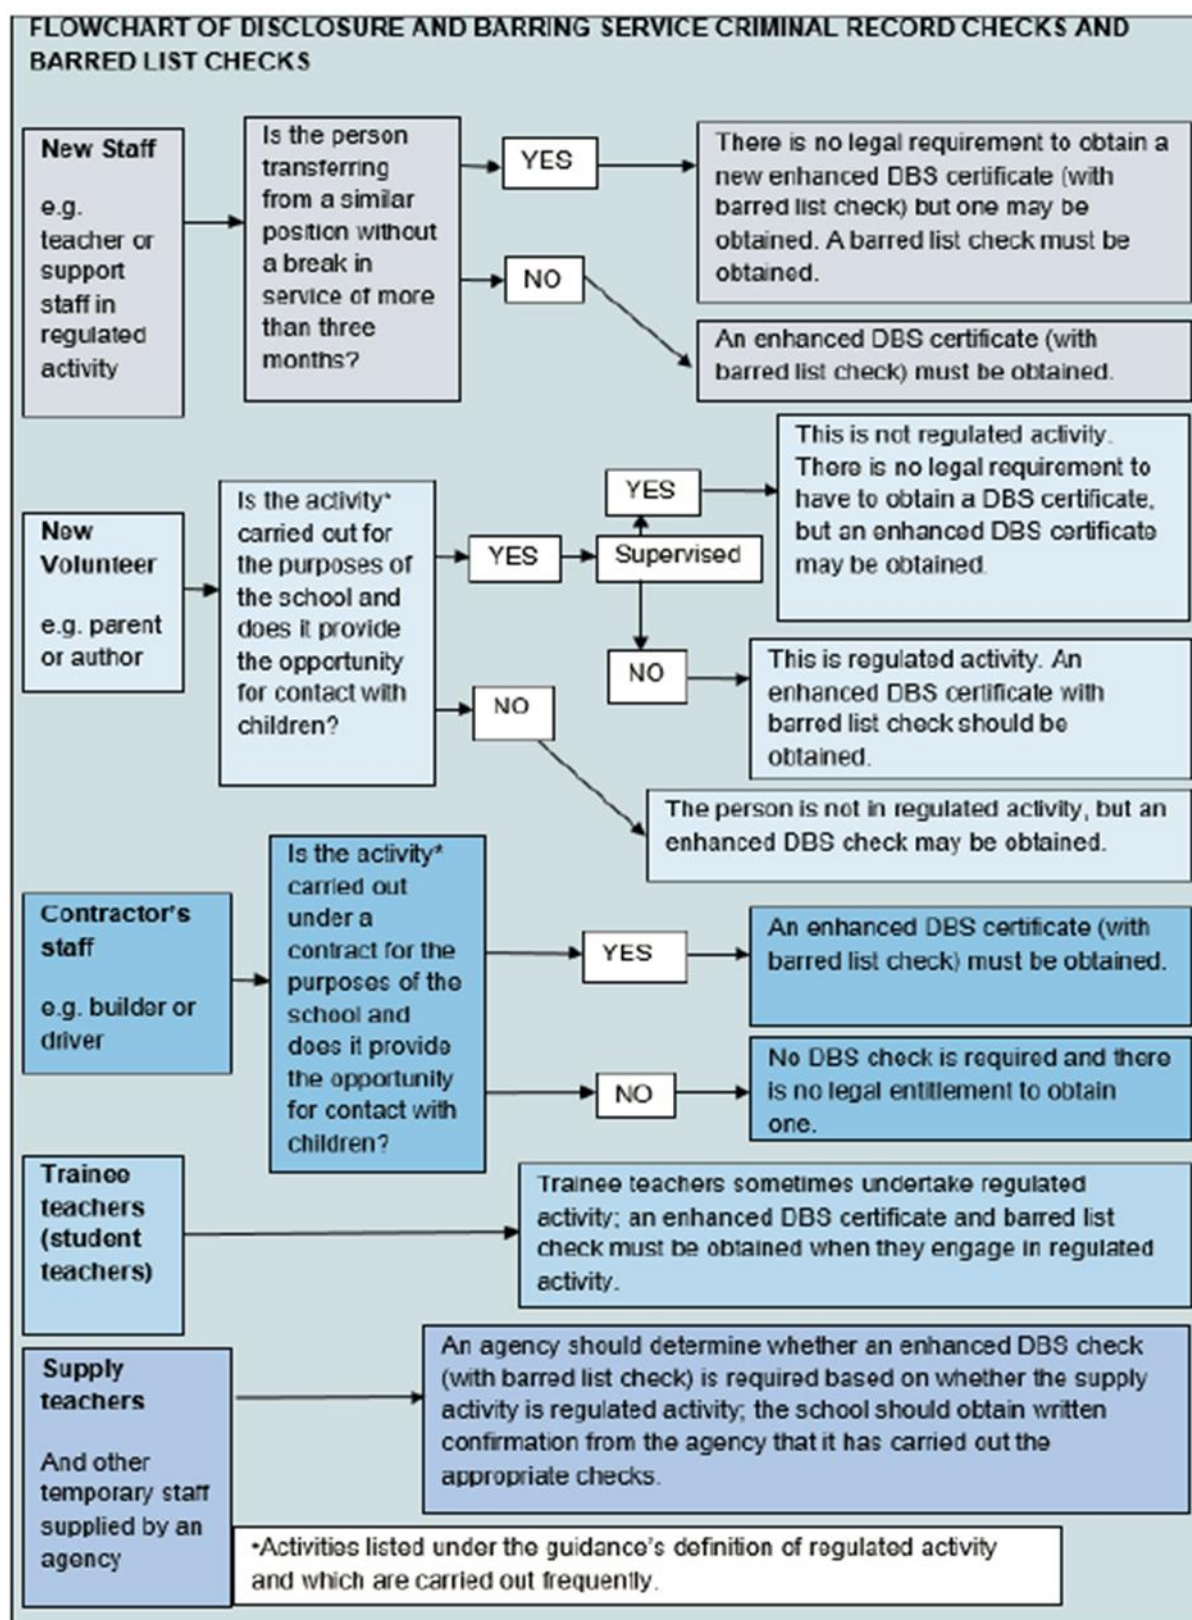 FLOWCHART OF DISCLOSURE AND BARRING SERVICE CRIMINAL RECORD CHECKS AND
BARRED LIST CHECKS
New Staff
e.g.
teacher or
support
staff in
regulated
activity
Is the person
transferring
from a similar
position without
a break in
service of more
than three
months?
YES
There is no legal requirement to obtain a
new enhanced DBS certificate (with
barred list check) but one may be
obtained. A barred list check must be
obtained.
NO
An enhanced DBS certificate (with
barred list check) must be obtained.
New
Volunteer
e.g. parent
or author
Is the activity*
carried out for
the purposes of
the school and
does it provide
the opportunity
for contact with
children?
YES
Supervised
YES
This is not regulated activity.
There is no legal requirement to
have to obtain a DBS certificate,
but an enhanced DBS certificate
may be obtained.
NO
This is regulated activity. An
enhanced DBS certificate with
barred list check should be
obtained.
NO
The person is not in regulated activity, but an
enhanced DBS check may be obtained.
Contractor's
staff
e.g. builder or
driver
Is the activity*
carried out
under a
contract for the
purposes of the
school and
does it provide
the opportunity
for contact with
children?
YES
An enhanced DBS certificate (with
barred list check) must be obtained.
NO
No DBS check is required and there
is no legal entitlement to obtain
one.
Trainee
teachers
(student
teachers)
Trainee teachers sometimes undertake regulated
activity; an enhanced DBS certificate and barred list
check must be obtained when they engage in regulated
activity.
Supply
teachers
And other
temporary staff
supplied by an
agency
An agency should determine whether an enhanced DBS check
(with barred list check) is required based on whether the supply
activity is regulated activity; the school should obtain written
confirmation from the agency that it has carried out the
appropriate checks.
*Activities listed under the guidance's definition of regulated activity
and which are carried out frequently.